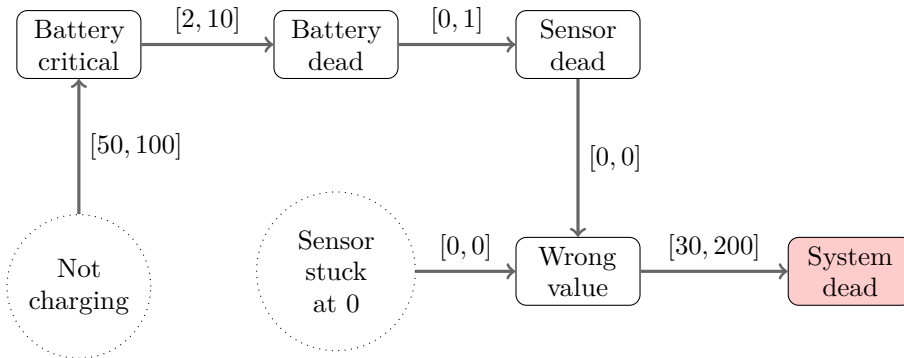 Battery
critical
[2, 10]
Battery
dead
[0, 1]
Sensor
dead
[50, 100]
[0, 0]
Not
charging
Sensor
stuck
at 0
[0, 0]
Wrong
value
[30, 200]
System
dead